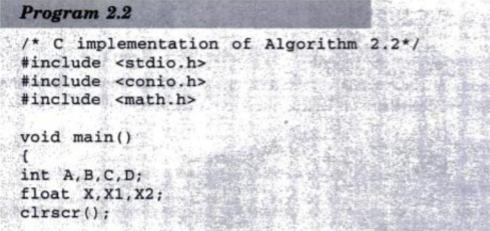 Program 2.2
/* C implementation of Algorithm 2.2*/
#include <stdio.h>
#include <conio.h>
#include <math.h>
void main()
{
int A,B,C,D;
float X,X1,X2;
clrscr();